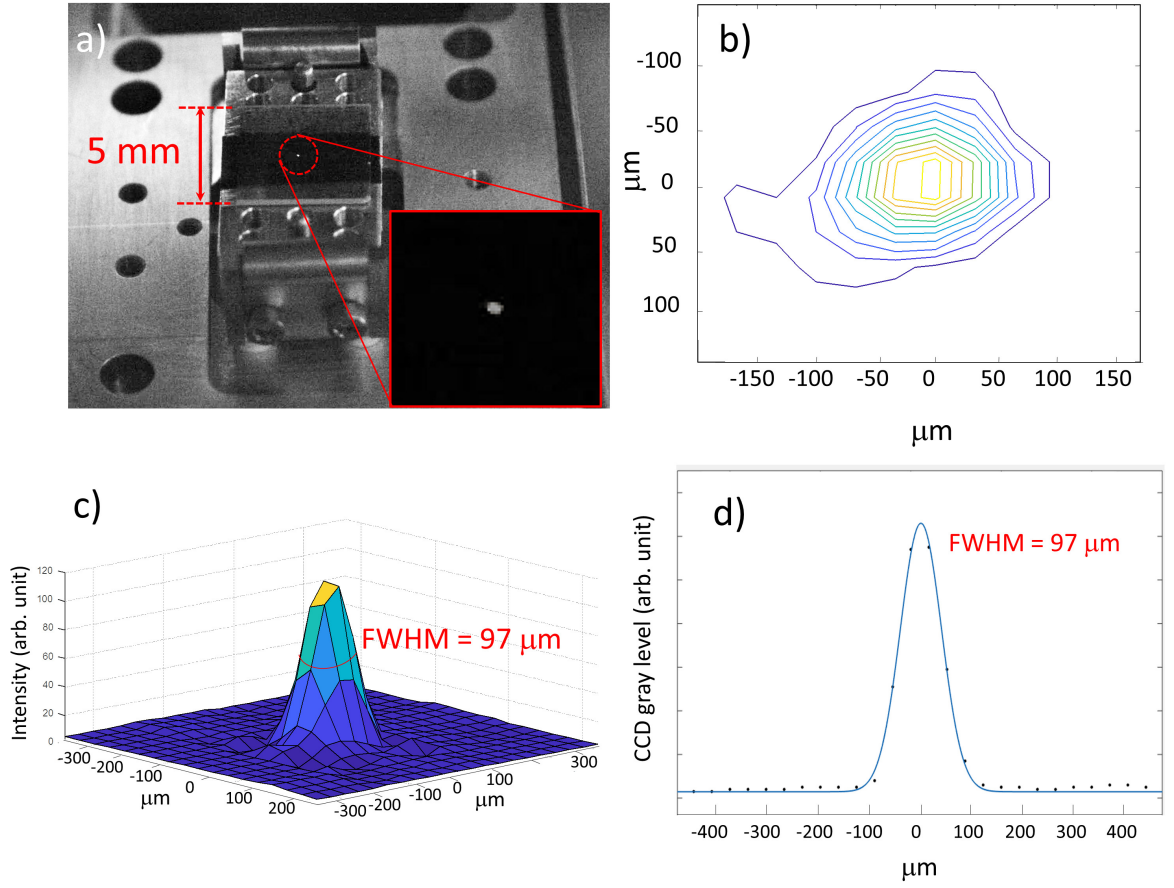 a)
5 mm
b)
μm
-100
-50
0
50
100
-150 -100 -50 0 50 100 150
μm
c)
Intensity (arb. unit)
120
100
80
60
40
20
0
FWHM = 97 μm
-300 -200 -100 0 100 200
μm
-300 -200 -100 0 100 300
μm
d)
CCD gray level (arb. unit)
FWHM = 97 μm
-400 -300 -200 -100 0 100 200 300 400
μm